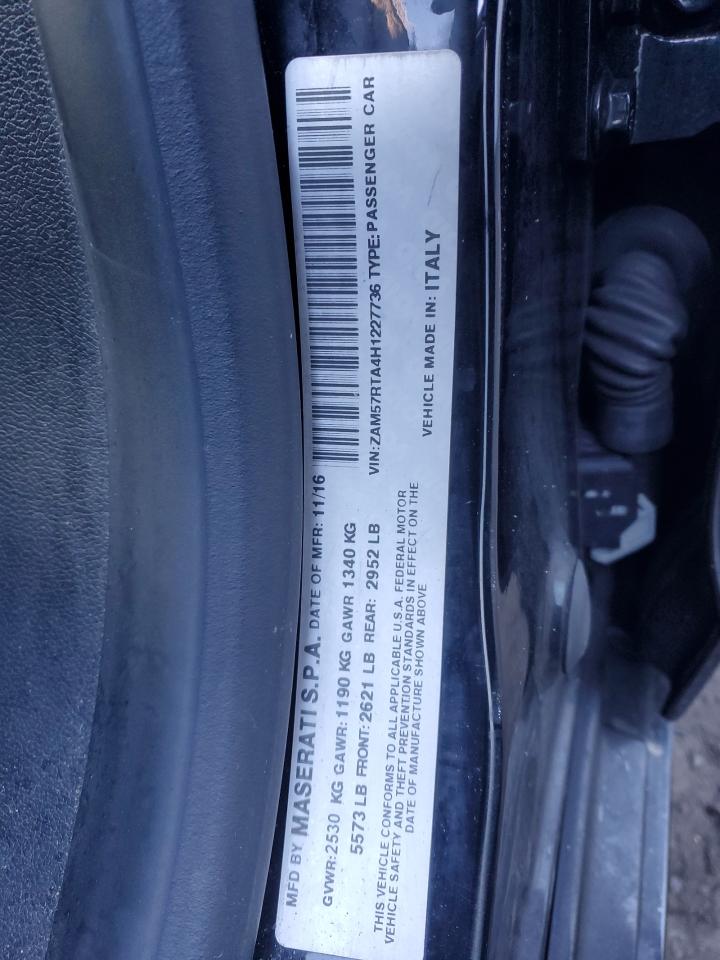 MFD BY MASERATI S.P.A. DATE OF MFR: 11/16
GVWR:2530 KG GAWR:1190 KG GAWR 1340 KG
5573 LB FRONT:2621 LB REAR: 2952 LB
VIN:ZAM57RTA4H1227736 TYPE:PASSENGER CAR
THIS VEHICLE CONFORMS TO ALL APPLICABLE U.S.A. FEDERAL MOTOR
VEHICLE SAFETY AND THEFT PREVENTION STANDARDS IN EFFECT ON THE
DATE OF MANUFACTURE SHOWN ABOVE
VEHICLE MADE IN: ITALY